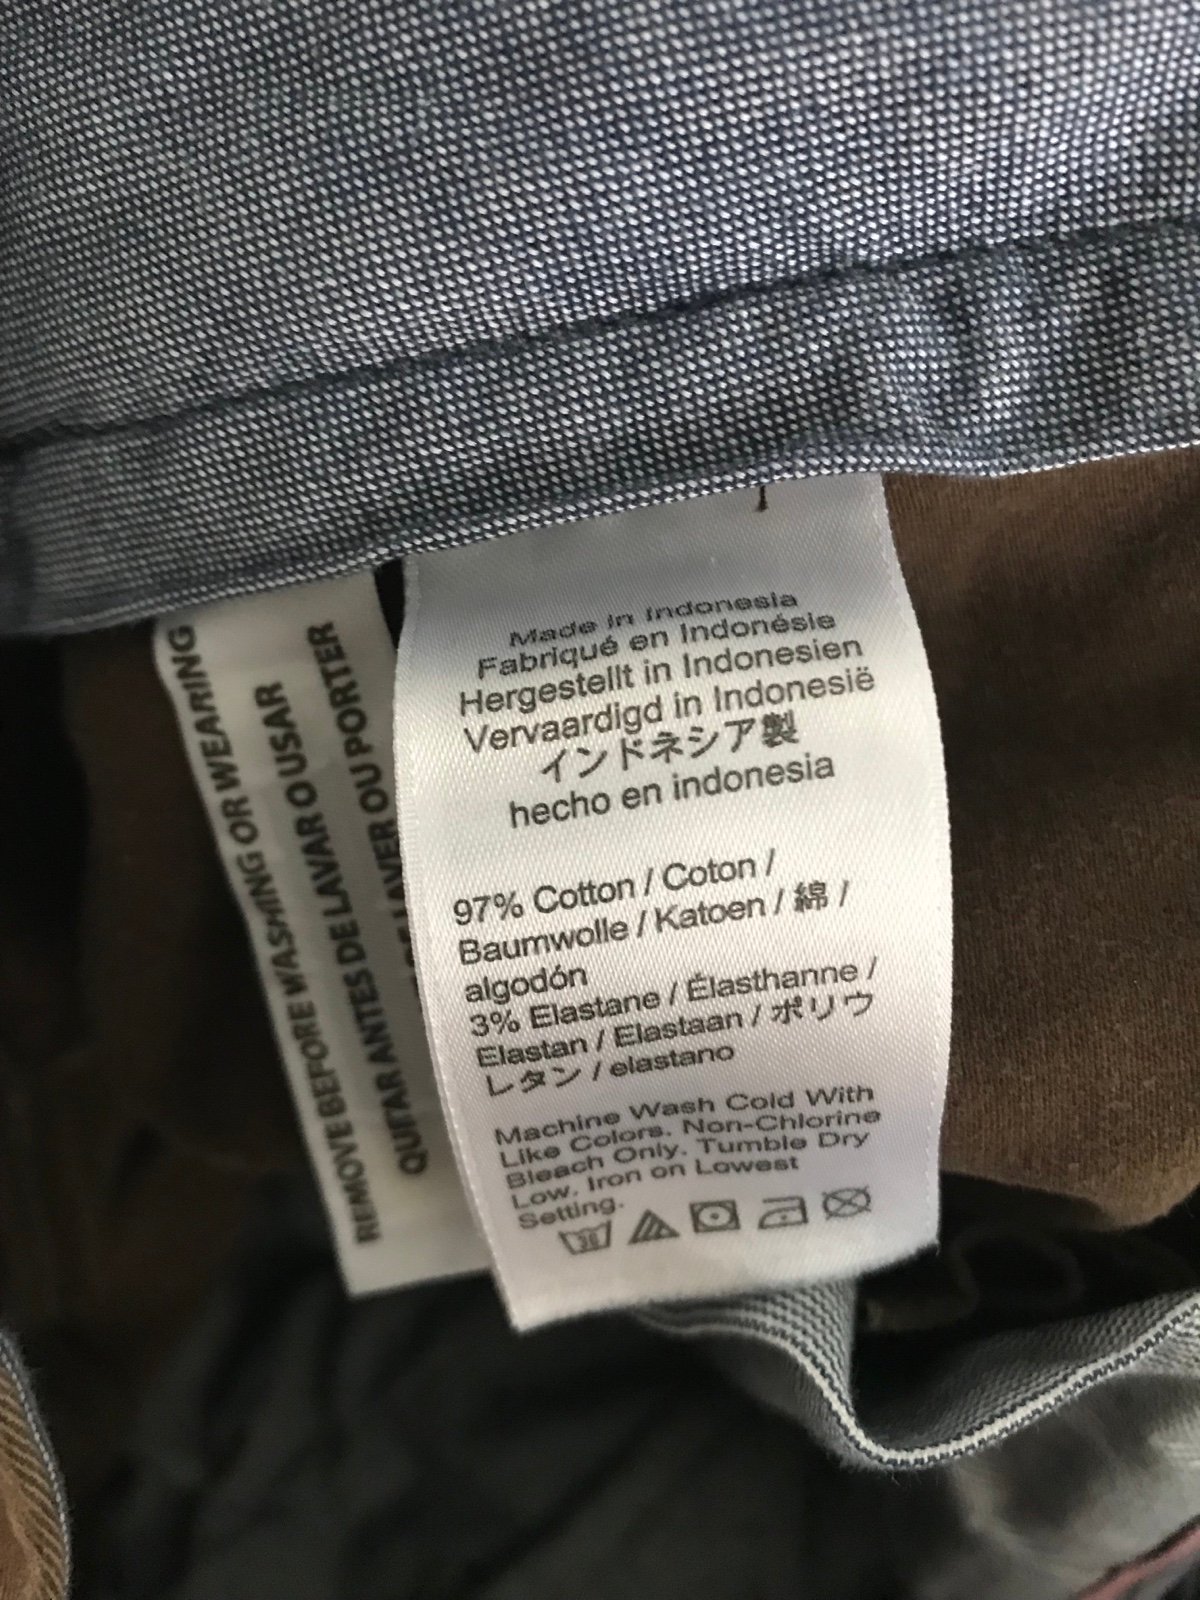 Made in Indonesia
Fabriqué en Indonésie
Hergestellt in Indonesien
Vervaardigd in Indonesië
インドネシア製
hecho en indonesia
97% Cotton / Coton /
Baumwolle / Katoen / 綿 /
algodón
3% Elastane / Élasthanne /
Elastan / Elastaan / ポリウ
レタン / elastano
Machine Wash Cold With
Like Colors. Non-Chlorine
Bleach Only. Tumble Dry
Low. Iron on Lowest
Setting.
30
REMOVE BEFORE WASHING OR WEARING
QUITAR ANTES DE LAVAR O USAR
LAVER OU PORTER